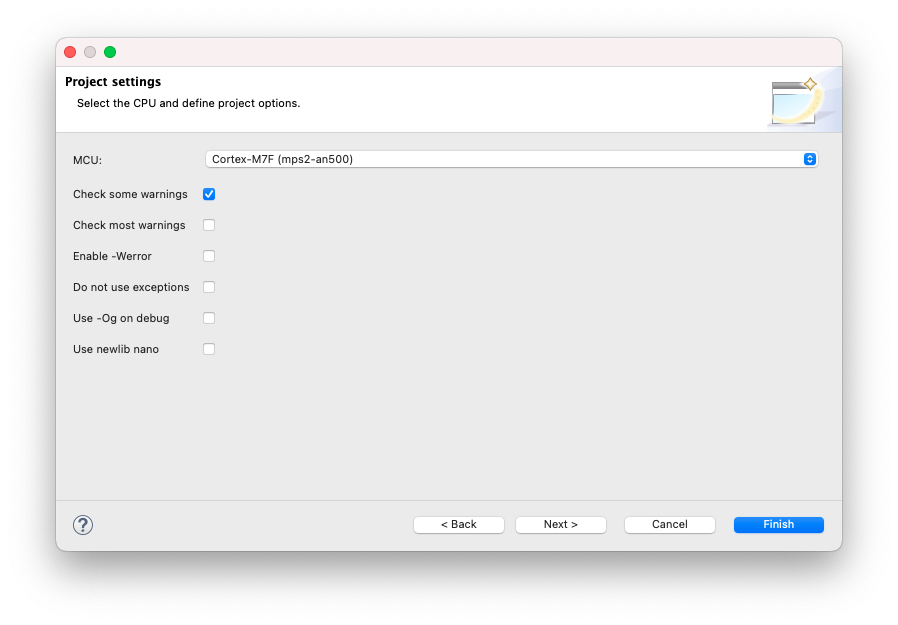 Project settings
Select the CPU and define project options.
MCU: Cortex-M7F (mps2-an500)
Check some warnings
Check most warnings
Enable -Werror
Do not use exceptions
Use -Og on debug
Use newlib nano
? < Back Next > Cancel Finish